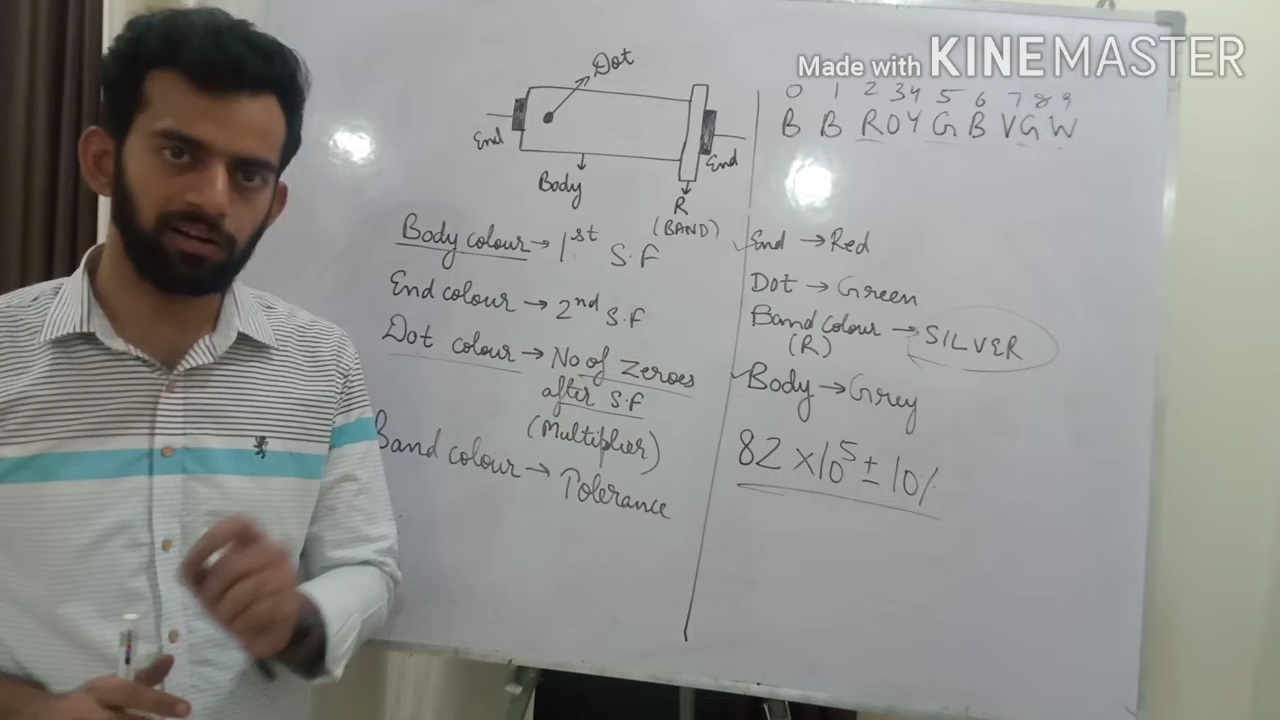 Made with KINEMASTER
Dot
End
Body
End
R
(BAND)
Body colour → 1st S.F
End colour → 2nd S.F
Dot colour → No of Zeroes
after S.F
(Multiplier)
Band colour → Tolerance
0 1 2 3 4 5 6 7 8 9
B B R O Y G B V G W
End → Red
Dot → Green
Band colour → SILVER
(R)
Body → Grey
82 × 10⁵ ± 10%